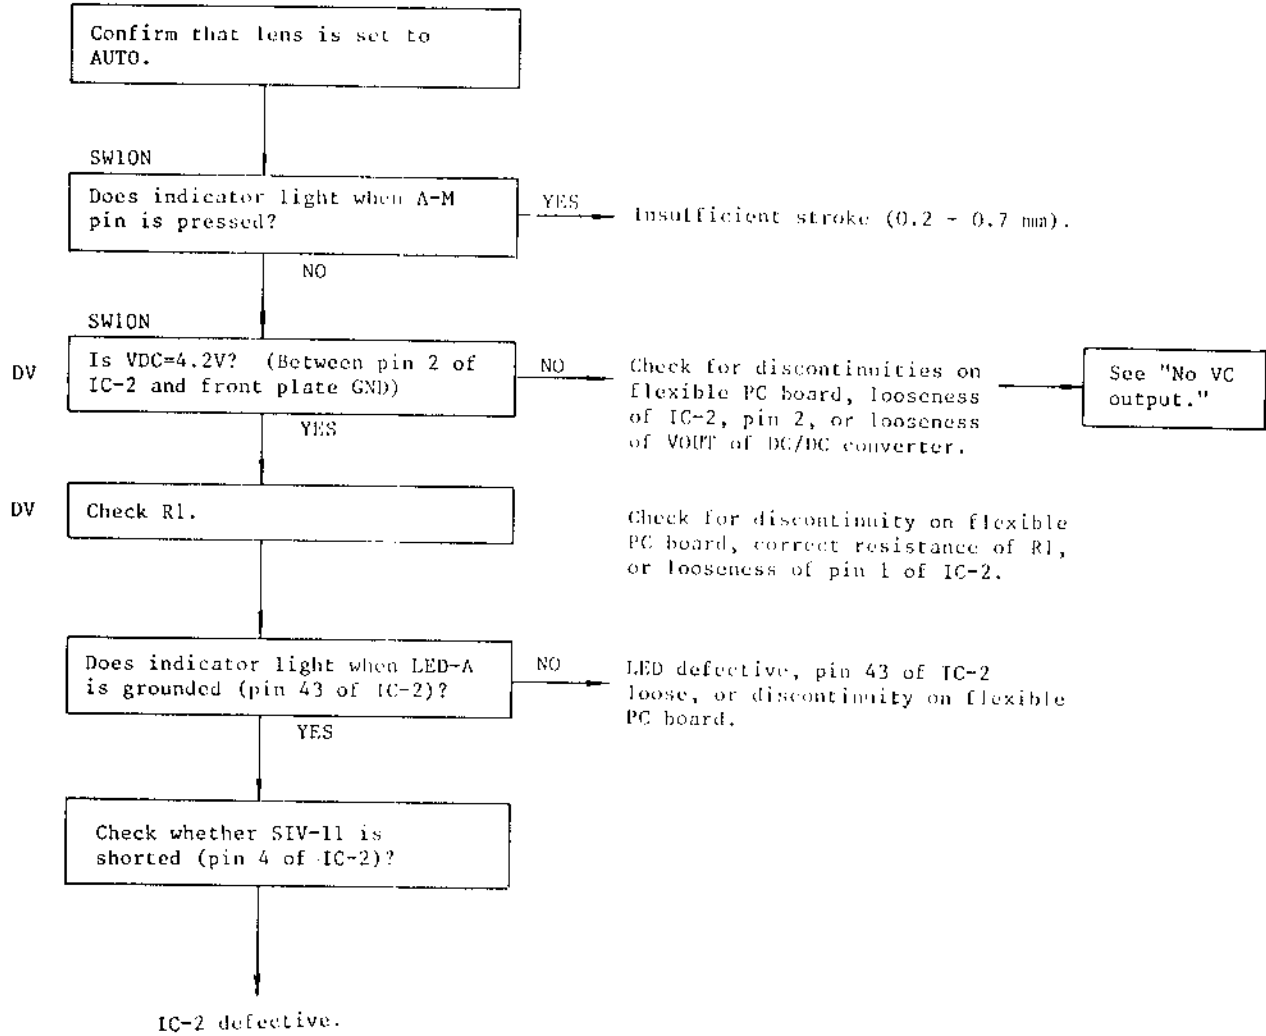 Confirm that lens is set to
AUTO.
SW1ON
Does indicator light when A-M
pin is pressed?
YES
Insufficient stroke (0.2 - 0.7 mm).
NO
SW1ON
DV
Is VDC=4.2V? (Between pin 2 of
IC-2 and front plate GND)
NO
Check for discontinuities on
flexible PC board, looseness
of IC-2, pin 2, or looseness
of VOUT of DC/DC converter.
See "No VC
output."
YES
DV
Check R1.
Check for discontinuity on flexible
PC board, correct resistance of R1,
or looseness of pin 1 of IC-2.
Does indicator light when LED-A
is grounded (pin 43 of IC-2)?
NO
LED defective, pin 43 of IC-2
loose, or discontinuity on flexible
PC board.
YES
Check whether SIV-11 is
shorted (pin 4 of IC-2)?
IC-2 defective.